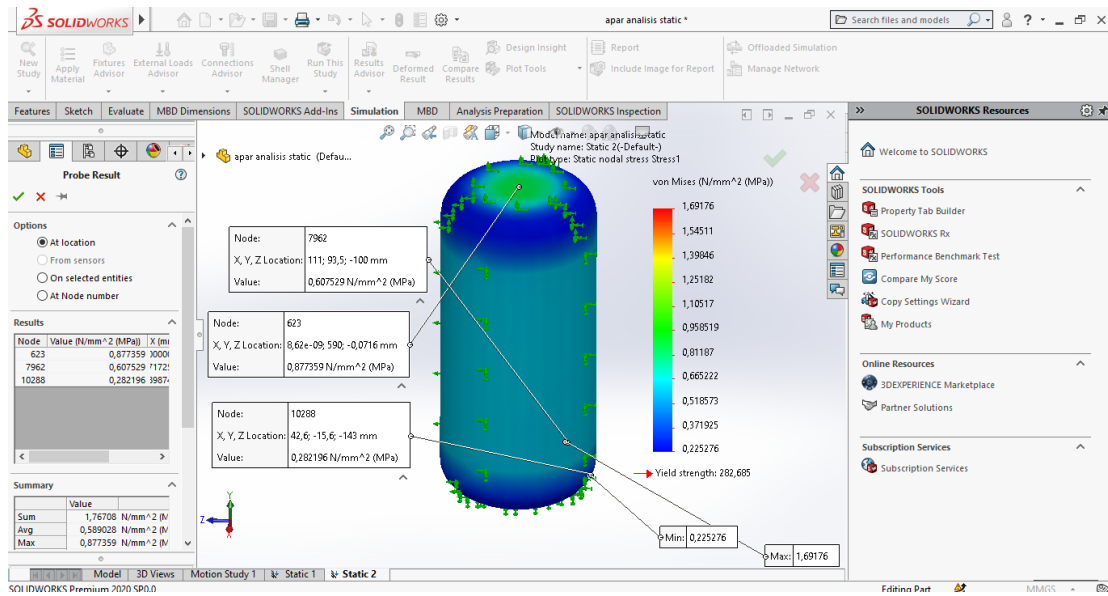 SOLIDWORKS
apar analisis static *
Search files and models
New Study
Apply Material
Fixtures Advisor
External Loads Advisor
Connections Advisor
Shell Manager
Run This Study
Results Advisor
Deformed Result
Compare Results
Design Insight
Plot Tools
Report
Include Image for Report
Offloaded Simulation
Manage Network
Features Sketch Evaluate MBD Dimensions SOLIDWORKS Add-Ins Simulation MBD Analysis Preparation SOLIDWORKS Inspection
Probe Result
Options
At location
From sensors
On selected entities
At Node number
Results
Node Value (N/mm^2 (MPa)) X (m
623 0,877359
7962 0,607529
10288 0,282196
Summary
Value
Sum 1,76708 N/mm^2 (M
Avg 0,589028 N/mm^2 (M
Max 0,877359 N/mm^2 (M
apar analisis static (Defau...
Model name: apar analisis static
Study name: Static 2(-Default-)
Plot type: Static nodal stress Stress1
Node: 7962
X, Y, Z Location: 111; 93,5; -100 mm
Value: 0,607529 N/mm^2 (MPa)
Node: 623
X, Y, Z Location: 8,62e-09; 590; -0,0716 mm
Value: 0,877359 N/mm^2 (MPa)
Node: 10288
X, Y, Z Location: 42,6; -15,6; -143 mm
Value: 0,282196 N/mm^2 (MPa)
von Mises (N/mm^2 (MPa))
1,69176
1,54511
1,39846
1,25182
1,10517
0,958519
0,81187
0,665222
0,518573
0,371925
0,225276
Yield strength: 282,685
Min: 0,225276
Max: 1,69176
Y
Z
SOLIDWORKS Resources
Welcome to SOLIDWORKS
SOLIDWORKS Tools
Property Tab Builder
SOLIDWORKS Rx
Performance Benchmark Test
Compare My Score
Copy Settings Wizard
My Products
Online Resources
3DEXPERIENCE Marketplace
Partner Solutions
Subscription Services
Subscription Services
Model 3D Views Motion Study 1 Static 1 Static 2
SOLIDWORKS Premium 2020 SP0.0
Editing Part
MMGS